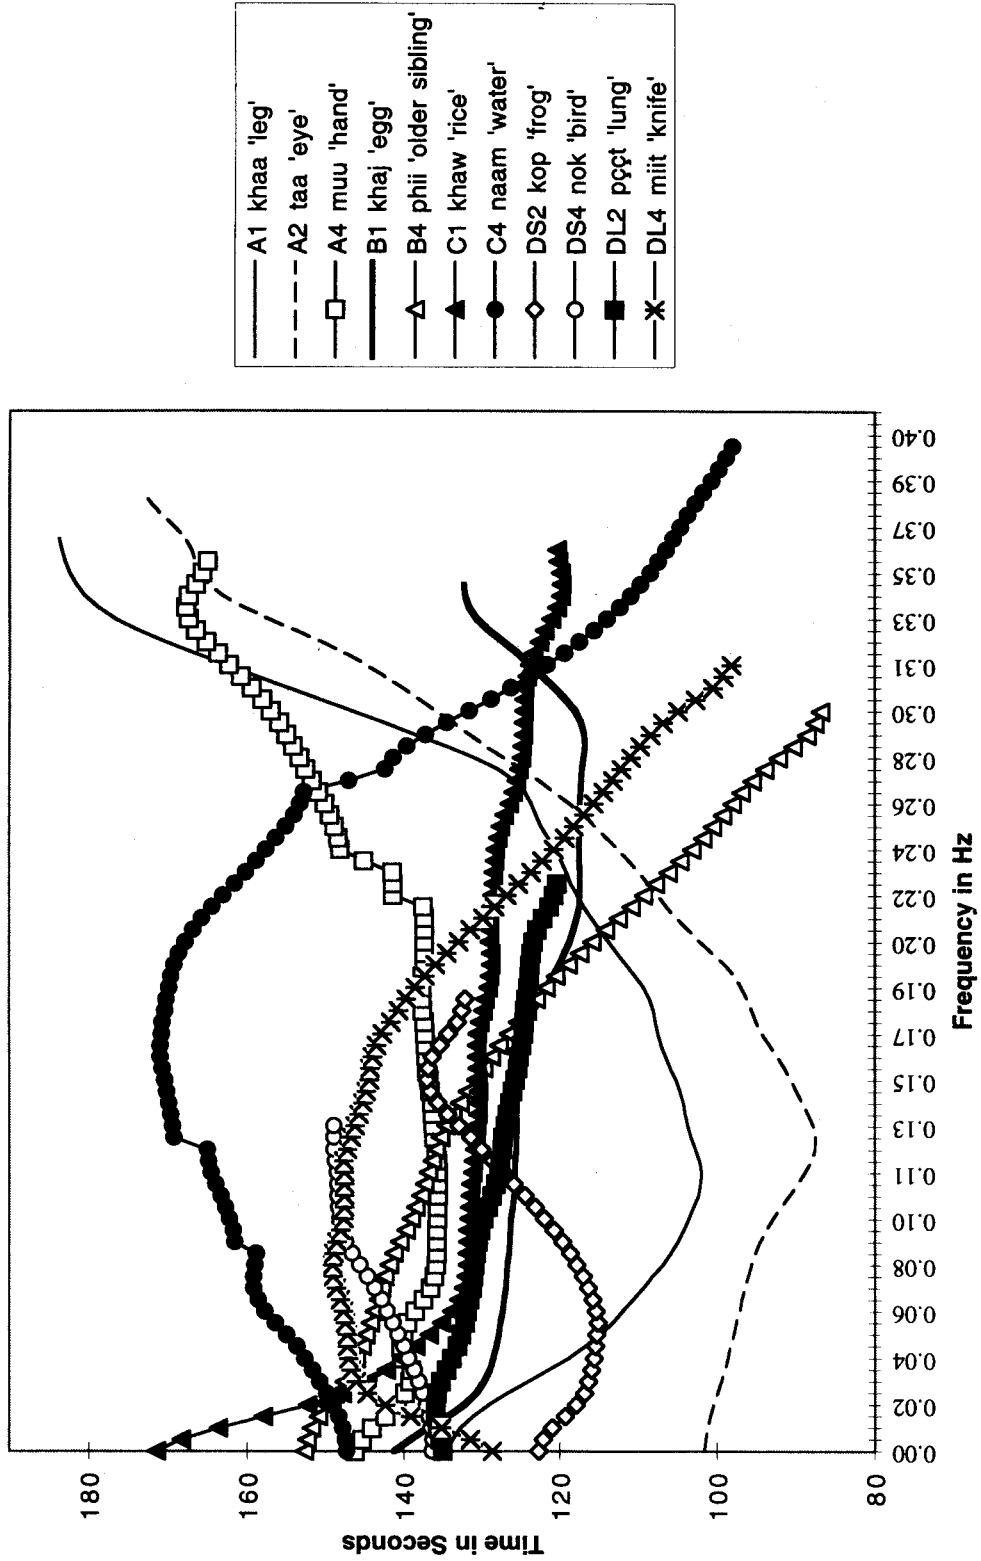 A1 khaa 'leg'
A2 taa 'eye'
A4 muu 'hand'
B1 khaj 'egg'
B4 phii 'older sibling'
C1 khaw 'rice'
C4 naam 'water'
DS2 kop 'frog'
DS4 nok 'bird'
DL2 pççt 'lung'
DL4 miit 'knife'
Time in Seconds
180
160
140
120
100
80
0.00
0.02
0.04
0.06
0.08
0.10
0.11
0.13
0.15
0.17
0.19
0.20
0.22
0.24
0.26
0.28
0.30
0.31
0.33
0.35
0.37
0.39
0.40
Frequency in Hz